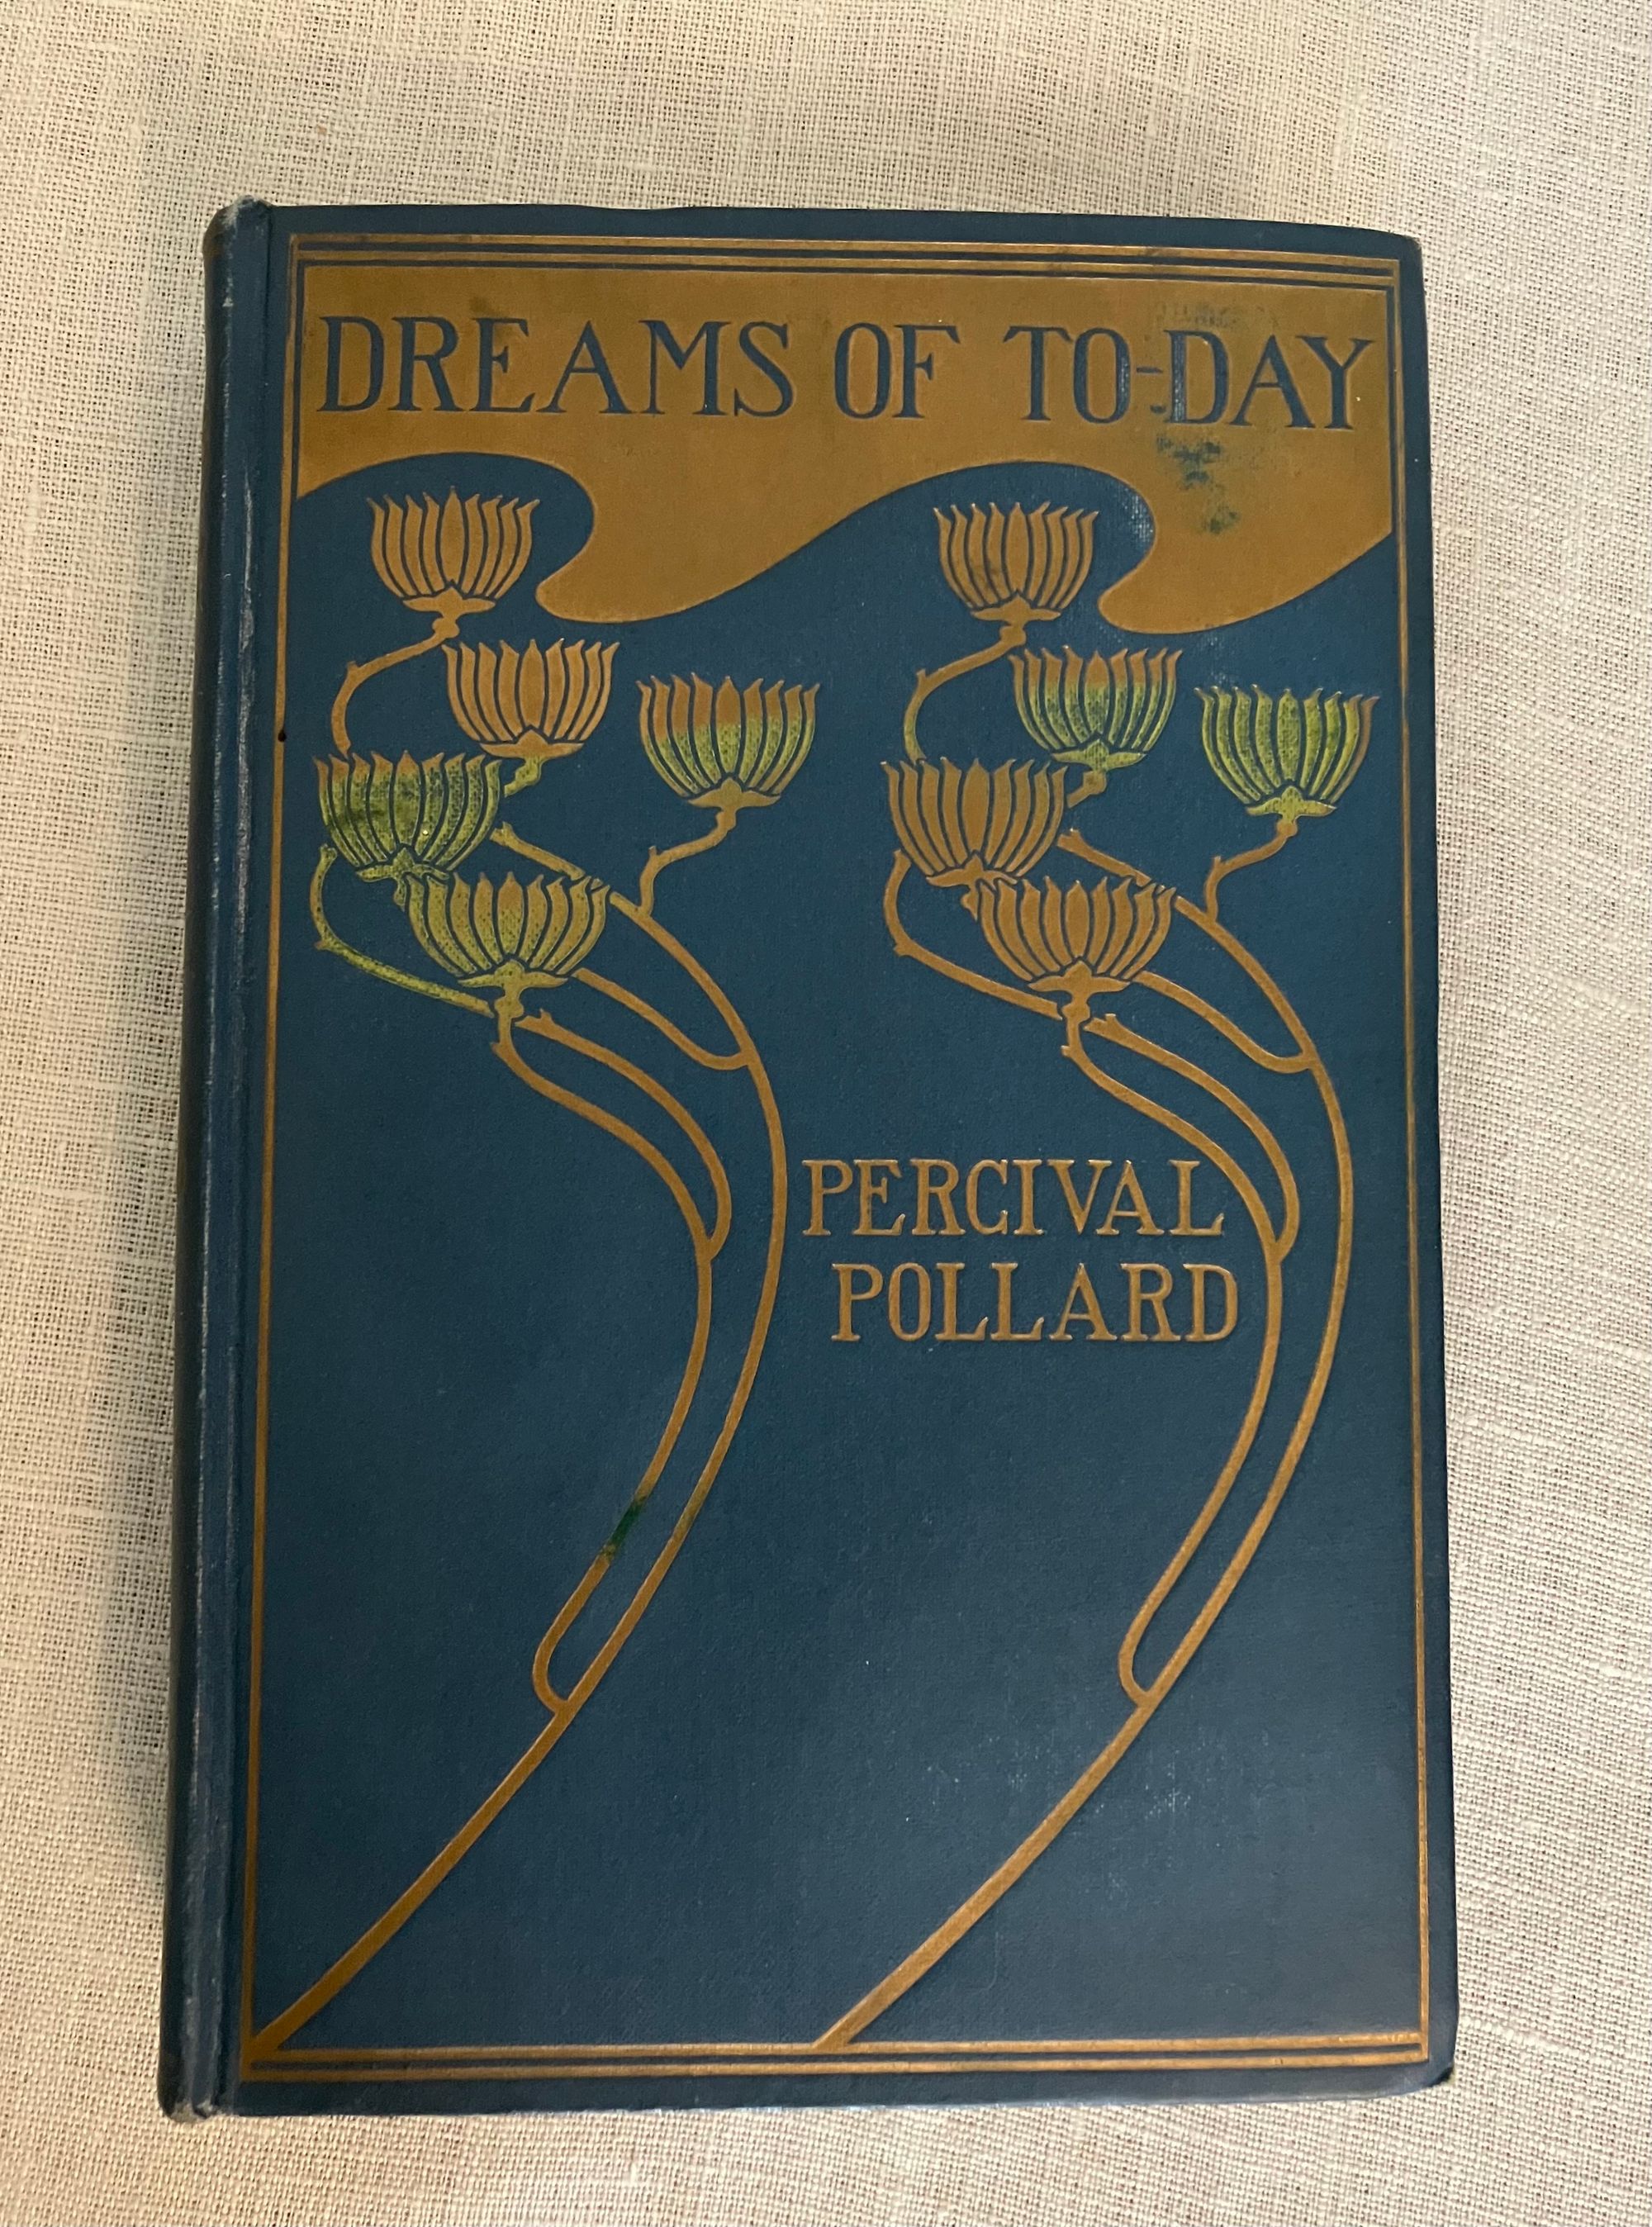 DREAMS OF TO-DAY
PERCIVAL
POLLARD